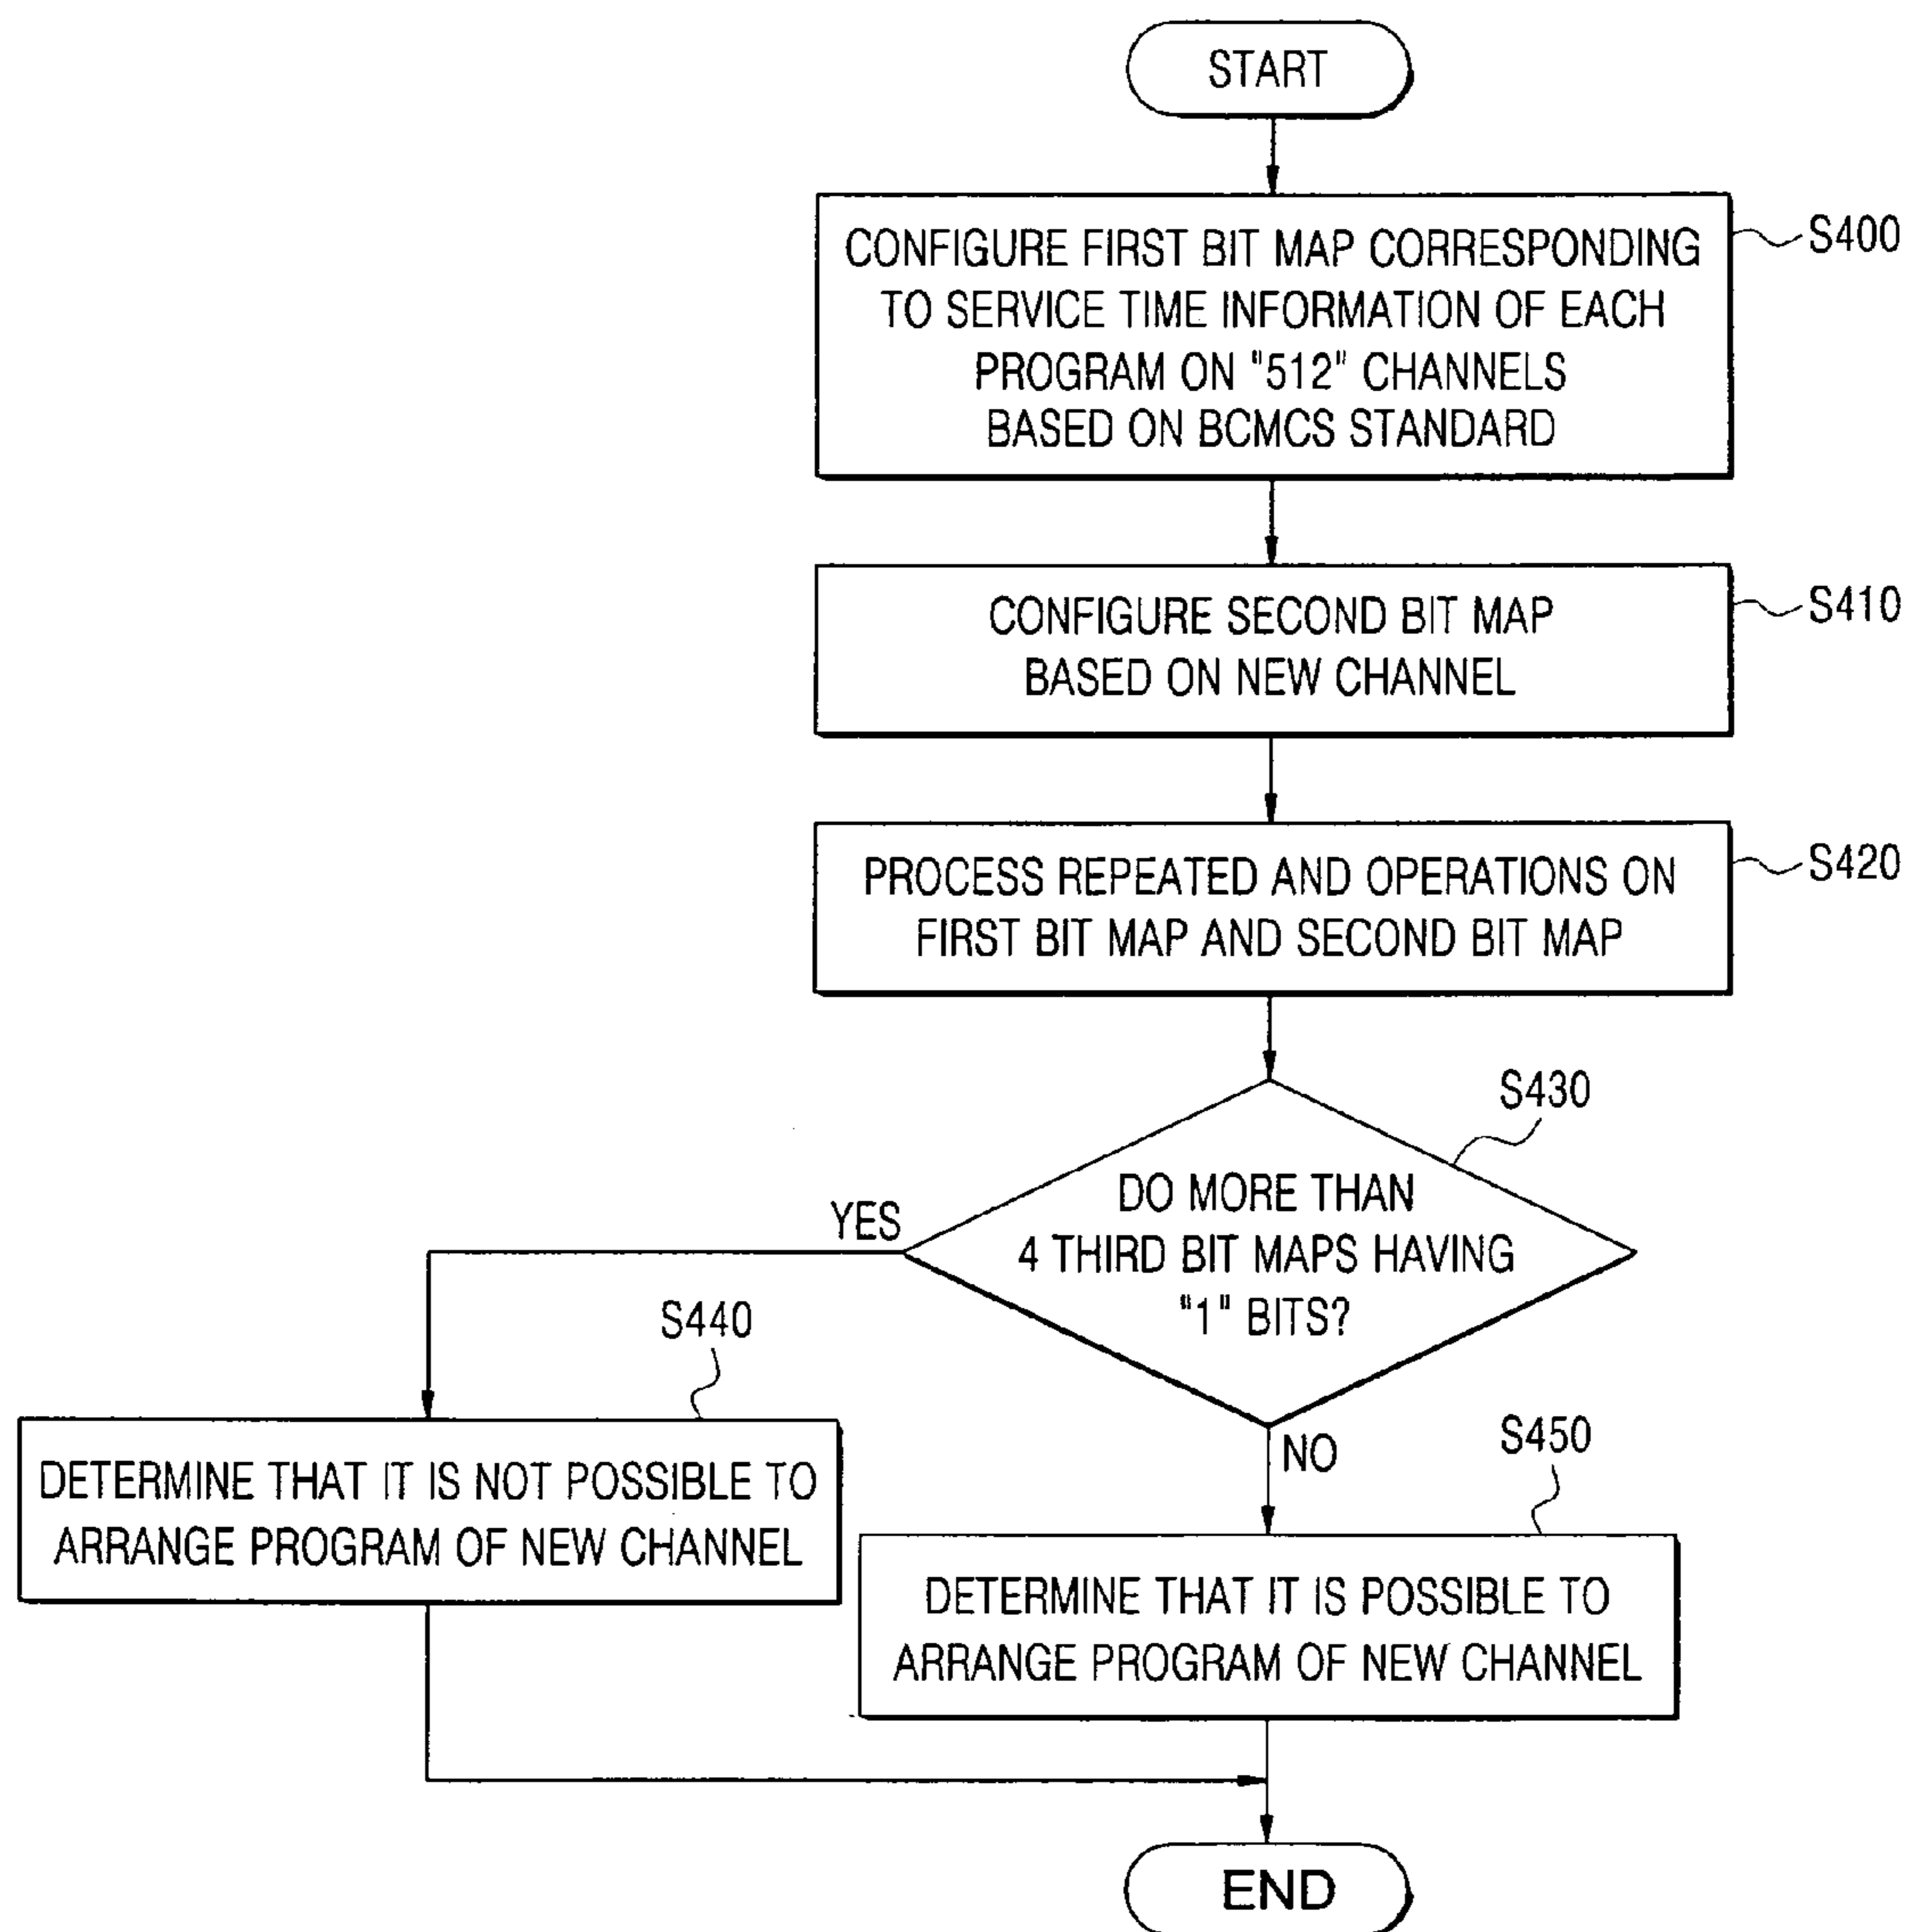 START
CONFIGURE FIRST BIT MAP CORRESPONDING
TO SERVICE TIME INFORMATION OF EACH
PROGRAM ON "512" CHANNELS
BASED ON BCMCS STANDARD
S400
CONFIGURE SECOND BIT MAP
BASED ON NEW CHANNEL
S410
PROCESS REPEATED AND OPERATIONS ON
FIRST BIT MAP AND SECOND BIT MAP
S420
S430
DO MORE THAN
4 THIRD BIT MAPS HAVING
"1" BITS?
YES
NO
S440
DETERMINE THAT IT IS NOT POSSIBLE TO
ARRANGE PROGRAM OF NEW CHANNEL
S450
DETERMINE THAT IT IS POSSIBLE TO
ARRANGE PROGRAM OF NEW CHANNEL
END